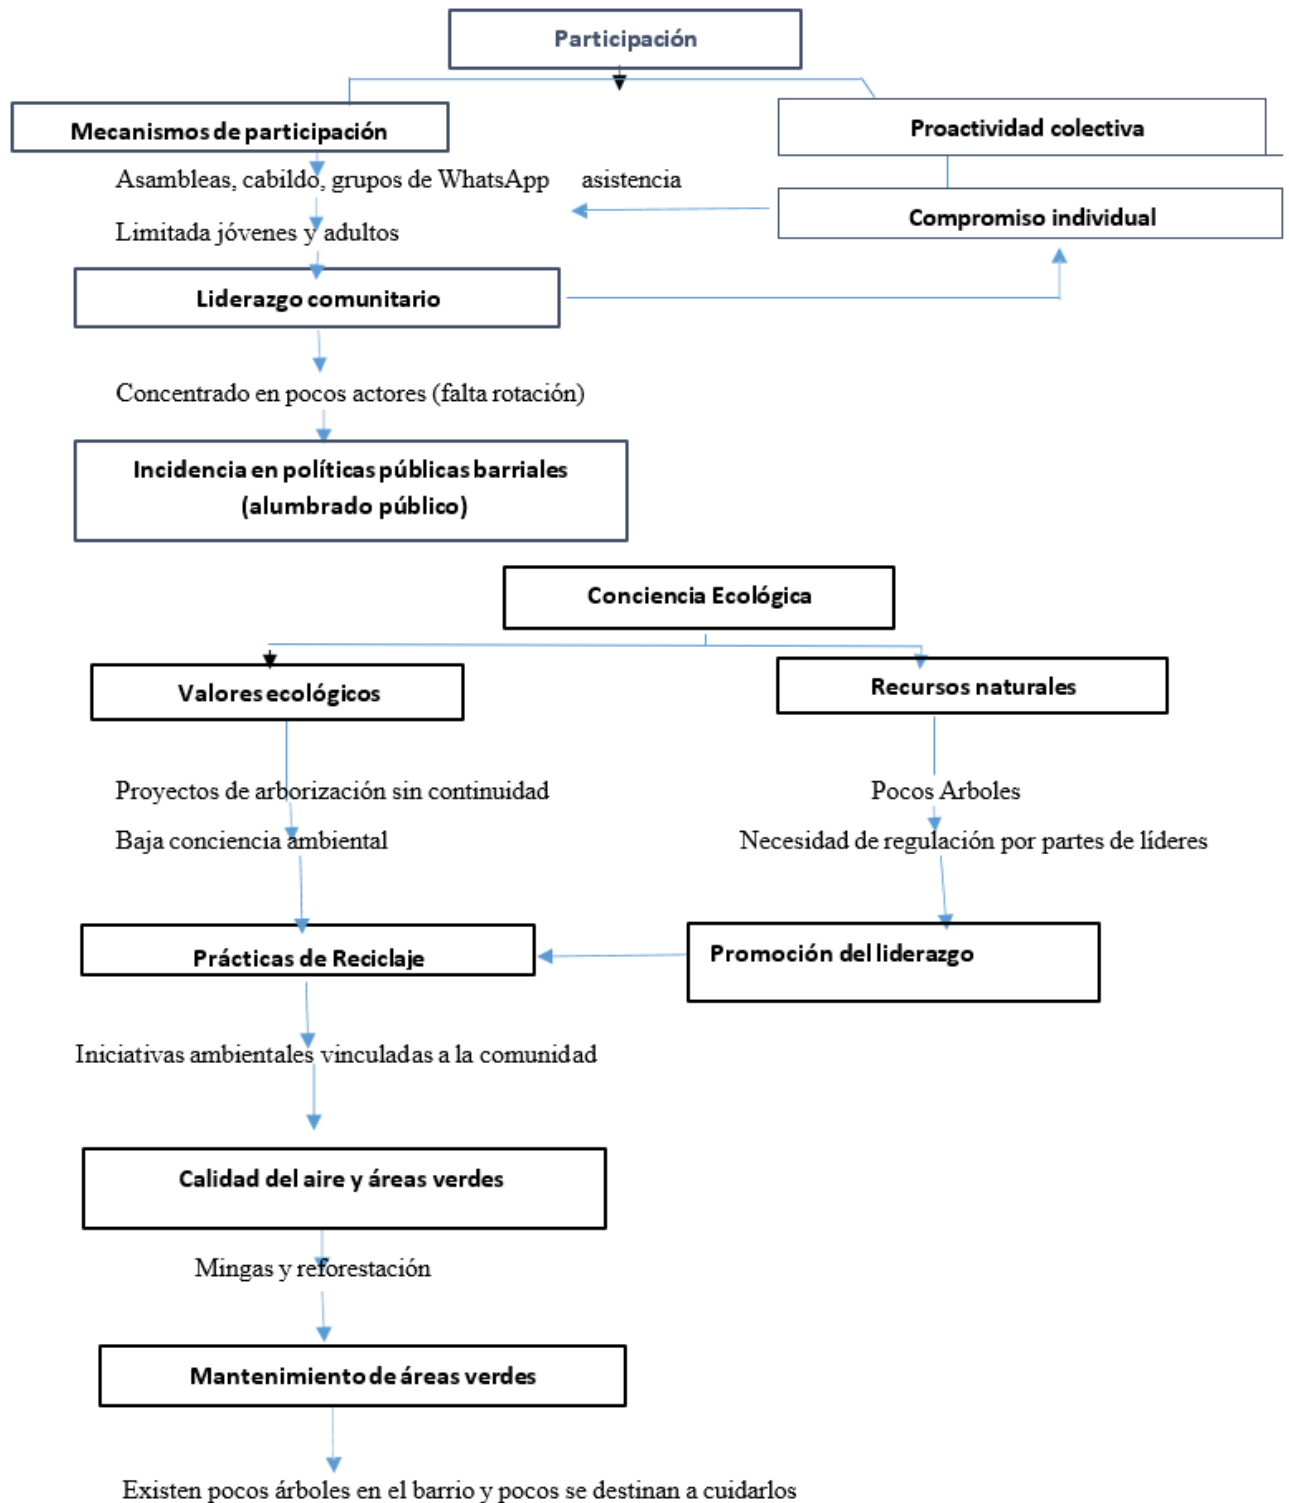 Participación
Mecanismos de participación
Proactividad colectiva
Asambleas, cabildo, grupos de WhatsApp asistencia
Compromiso individual
Limitada jóvenes y adultos
Liderazgo comunitario
Concentrado en pocos actores (falta rotación)
Incidencia en políticas públicas barriales
(alumbrado público)
Conciencia Ecológica
Valores ecológicos
Recursos naturales
Proyectos de arborización sin continuidad
Pocos Arboles
Baja conciencia ambiental
Necesidad de regulación por partes de líderes
Prácticas de Reciclaje
Promoción del liderazgo
Iniciativas ambientales vinculadas a la comunidad
Calidad del aire y áreas verdes
Mingas y reforestación
Mantenimiento de áreas verdes
Existen pocos árboles en el barrio y pocos se destinan a cuidarlos